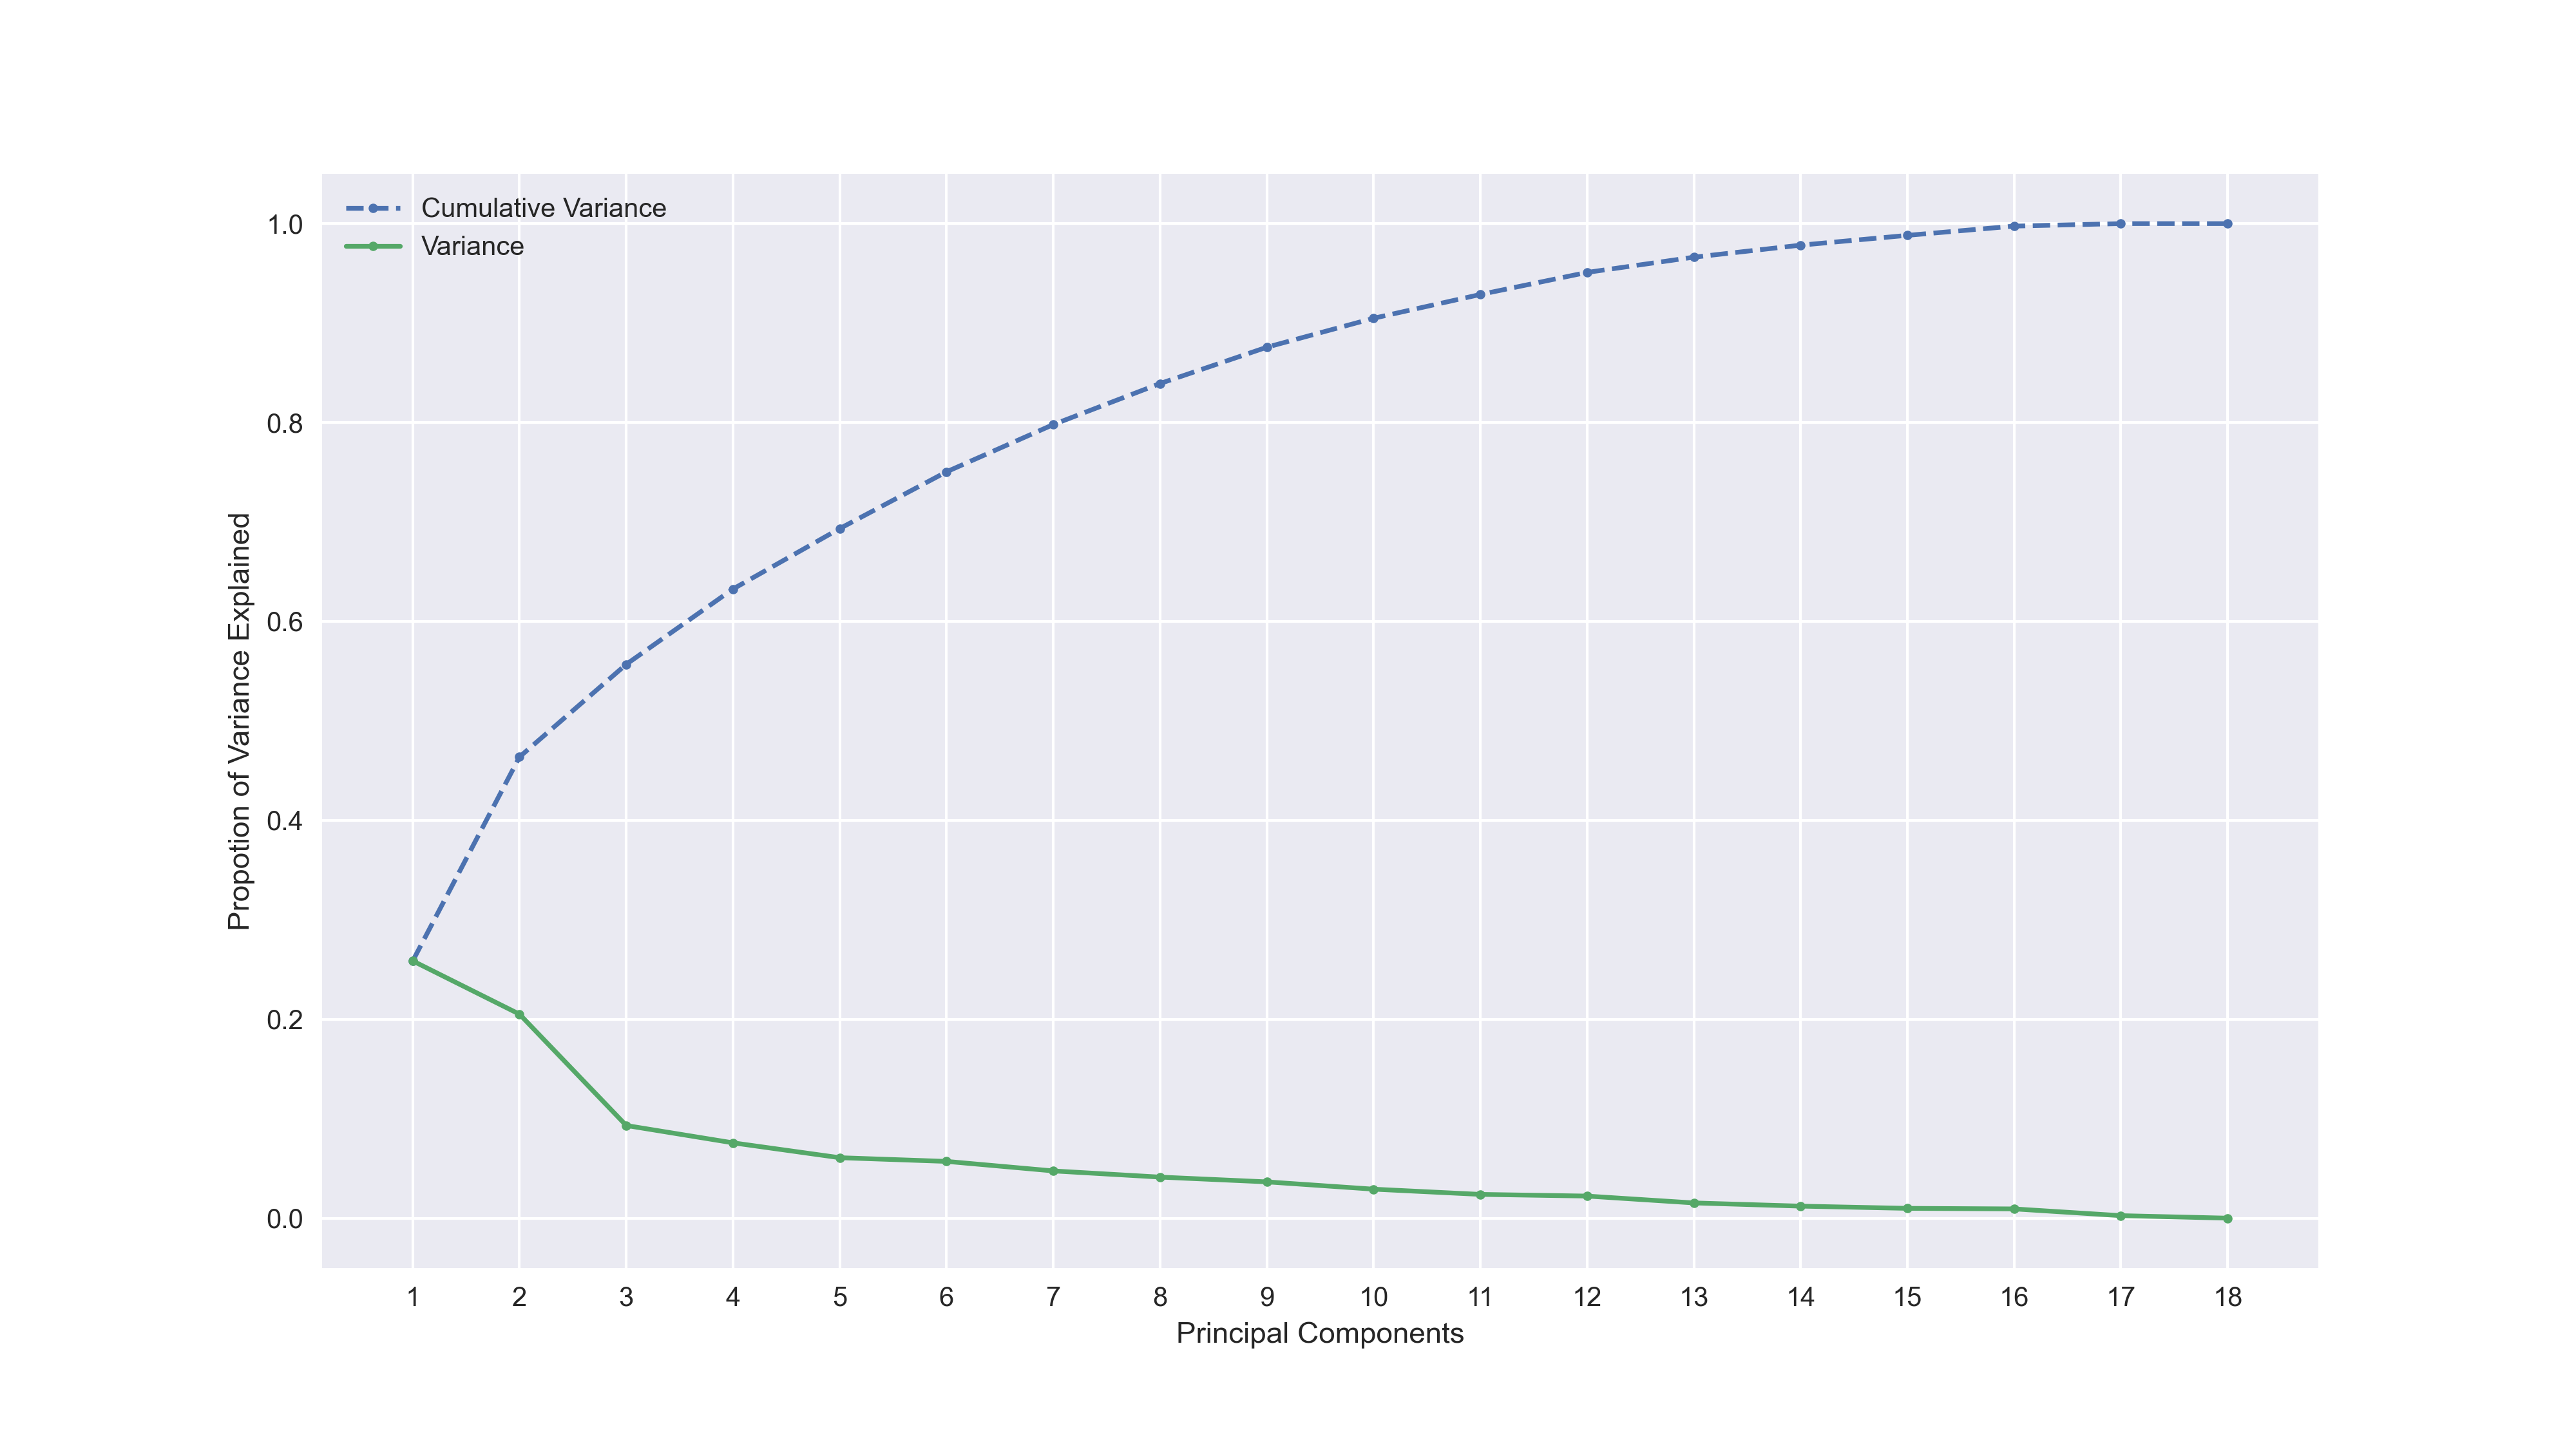 Cumulative Variance
Variance
1.0
0.8
0.6
0.4
0.2
0.0
Propotion of Variance Explained
1 2 3 4 5 6 7 8 9 10 11 12 13 14 15 16 17 18
Principal Components